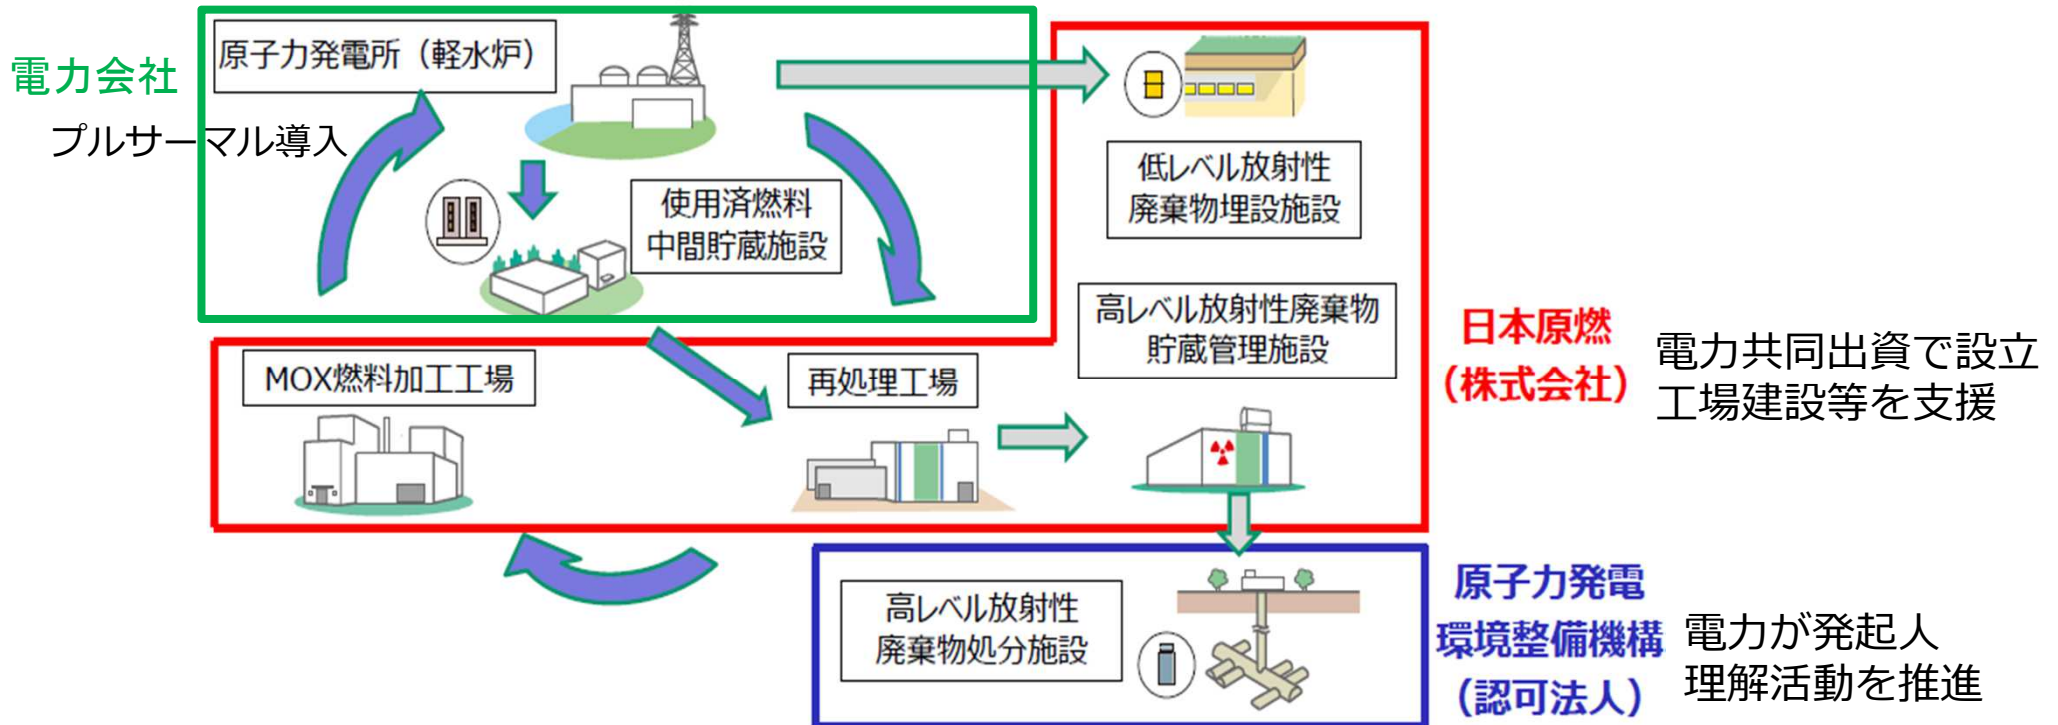 電力会社
プルサーマル導入
原子力発電所（軽水炉）
使用済燃料
中間貯蔵施設
低レベル放射性
廃棄物埋設施設
高レベル放射性廃棄物
貯蔵管理施設
MOX燃料加工工場
再処理工場
日本原燃
（株式会社）
電力共同出資で設立
工場建設等を支援
高レベル放射性
廃棄物処分施設
原子力発電
環境整備機構
（認可法人）
電力が発起人
理解活動を推進